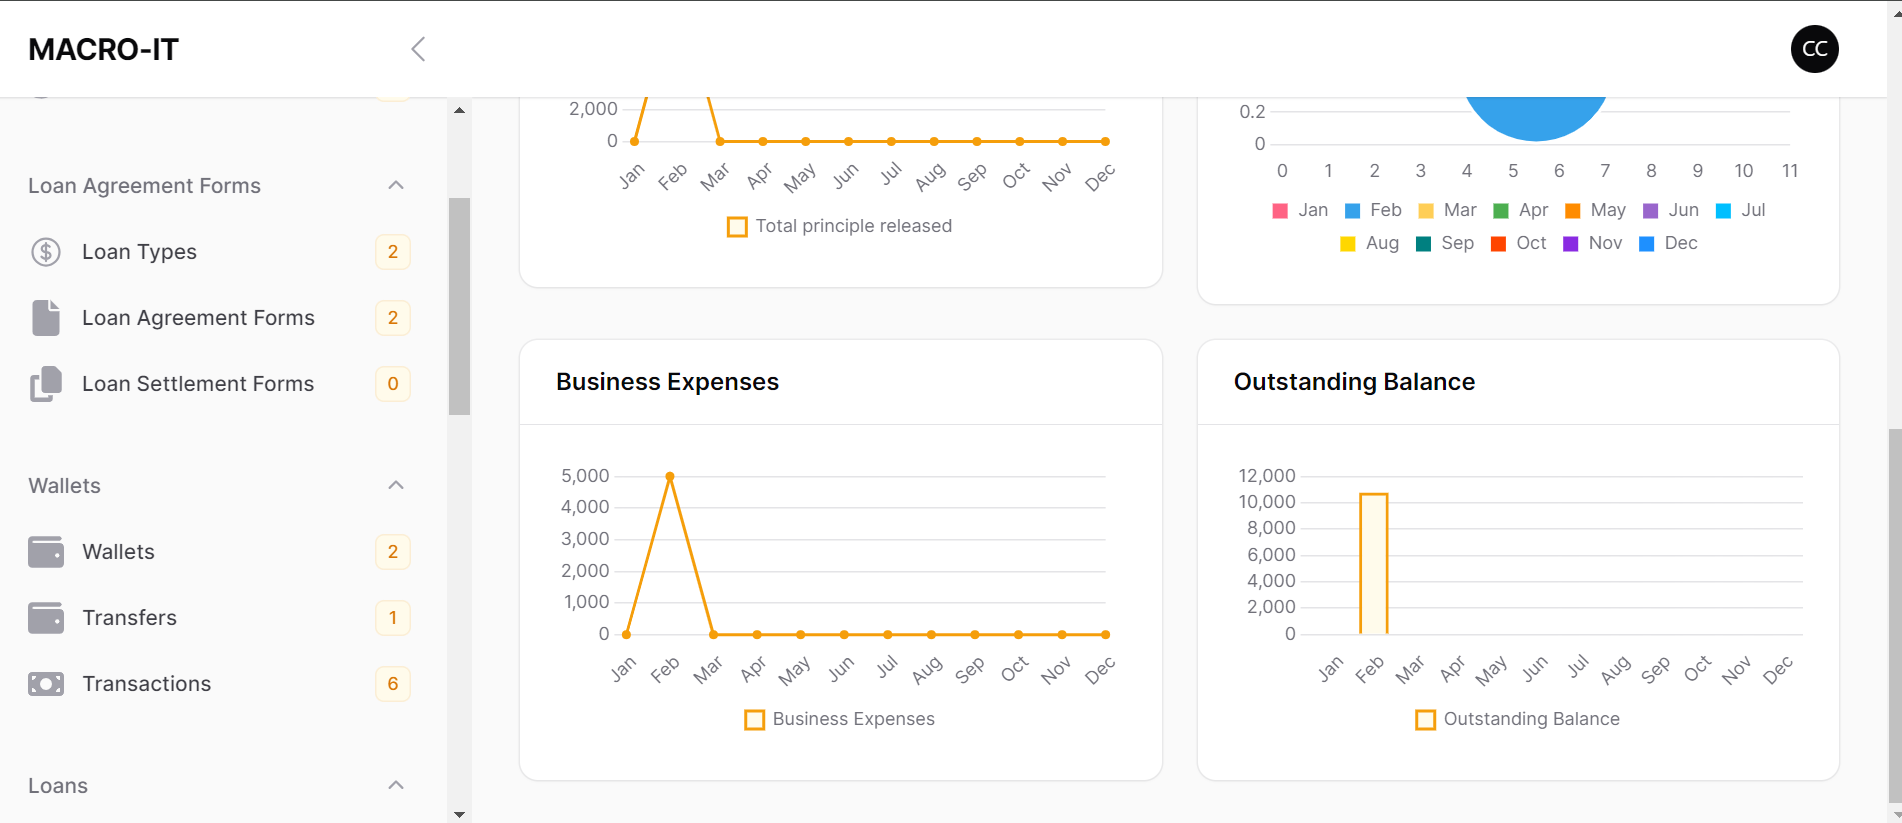 MACRO-IT
CC
Loan Agreement Forms
Loan Types 2
Loan Agreement Forms 2
Loan Settlement Forms 0
Wallets
Wallets 2
Transfers 1
Transactions 6
Loans
2,000
0
Jan Feb Mar Apr May Jun Jul Aug Sep Oct Nov Dec
Total principle released
0.2
0
0 1 2 3 4 5 6 7 8 9 10 11
Jan Feb Mar Apr May Jun Jul
Aug Sep Oct Nov Dec
Business Expenses
5,000
4,000
3,000
2,000
1,000
0
Jan Feb Mar Apr May Jun Jul Aug Sep Oct Nov Dec
Business Expenses
Outstanding Balance
12,000
10,000
8,000
6,000
4,000
2,000
0
Jan Feb Mar Apr May Jun Jul Aug Sep Oct Nov Dec
Outstanding Balance